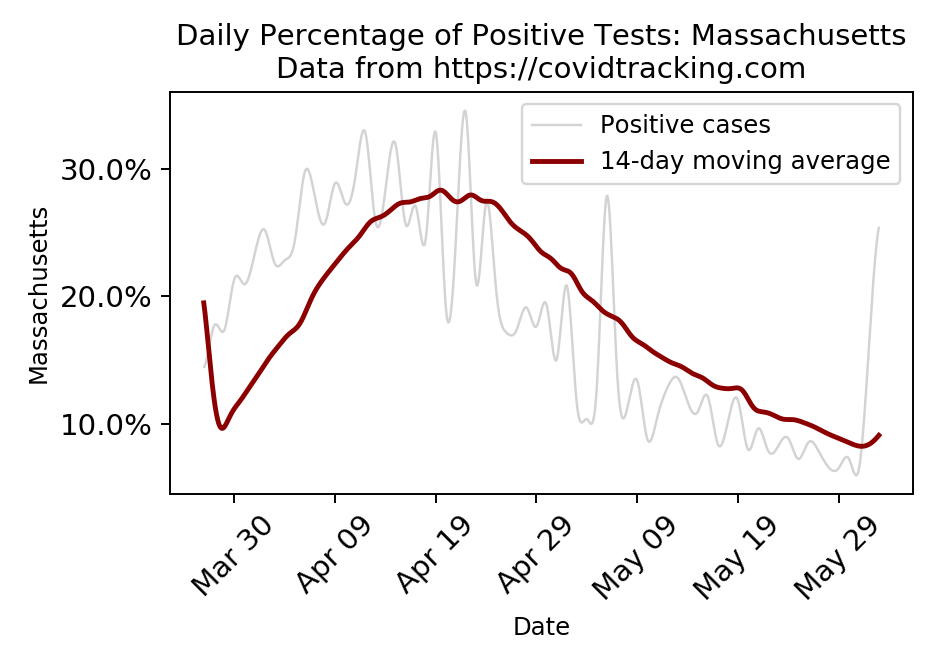 Daily Percentage of Positive Tests: Massachusetts
Data from https://covidtracking.com
Positive cases
14-day moving average
30.0%
20.0%
10.0%
Massachusetts
Mar 30
Apr 09
Apr 19
Apr 29
May 09
May 19
May 29
Date